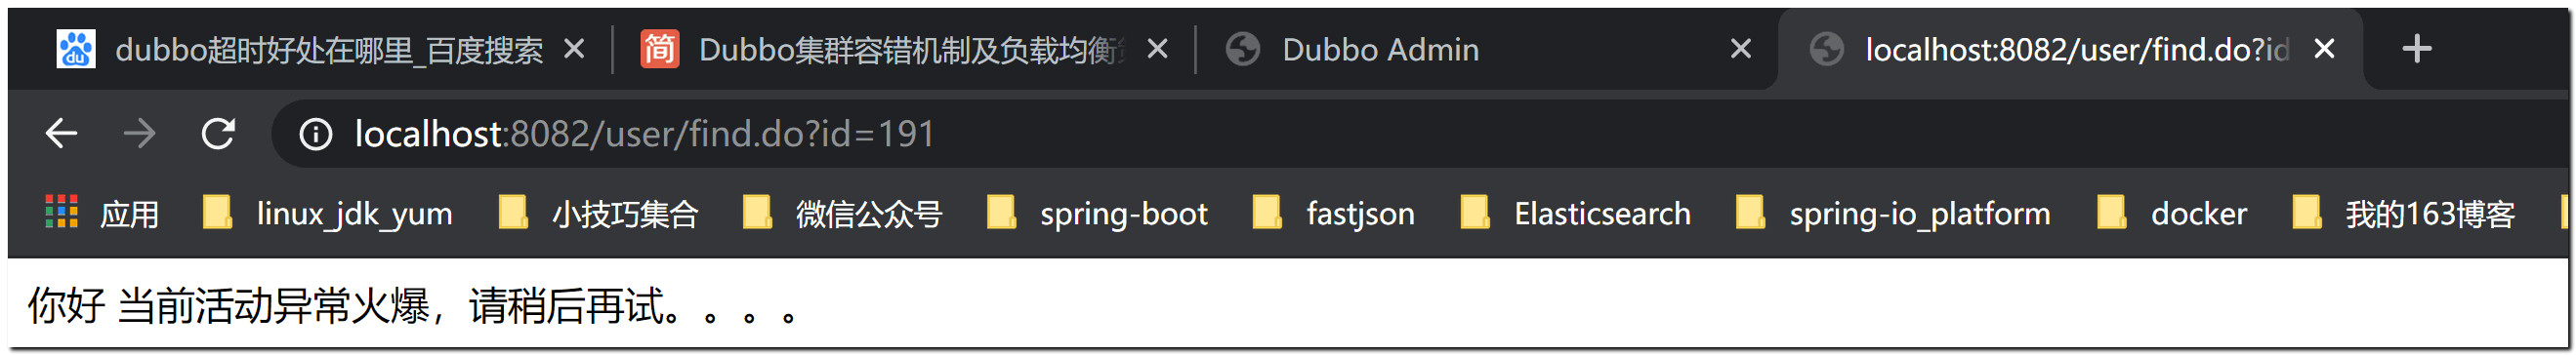 dubbo超时好处在哪里_百度搜索 Dubbo集群容错机制及负载均衡 Dubbo Admin localhost:8082/user/find.do?id
localhost:8082/user/find.do?id=191
应用 linux_jdk_yum 小技巧集合 微信公众号 spring-boot fastjson Elasticsearch spring-io_platform docker 我的163博客
你好 当前活动异常火爆，请稍后再试。。。。